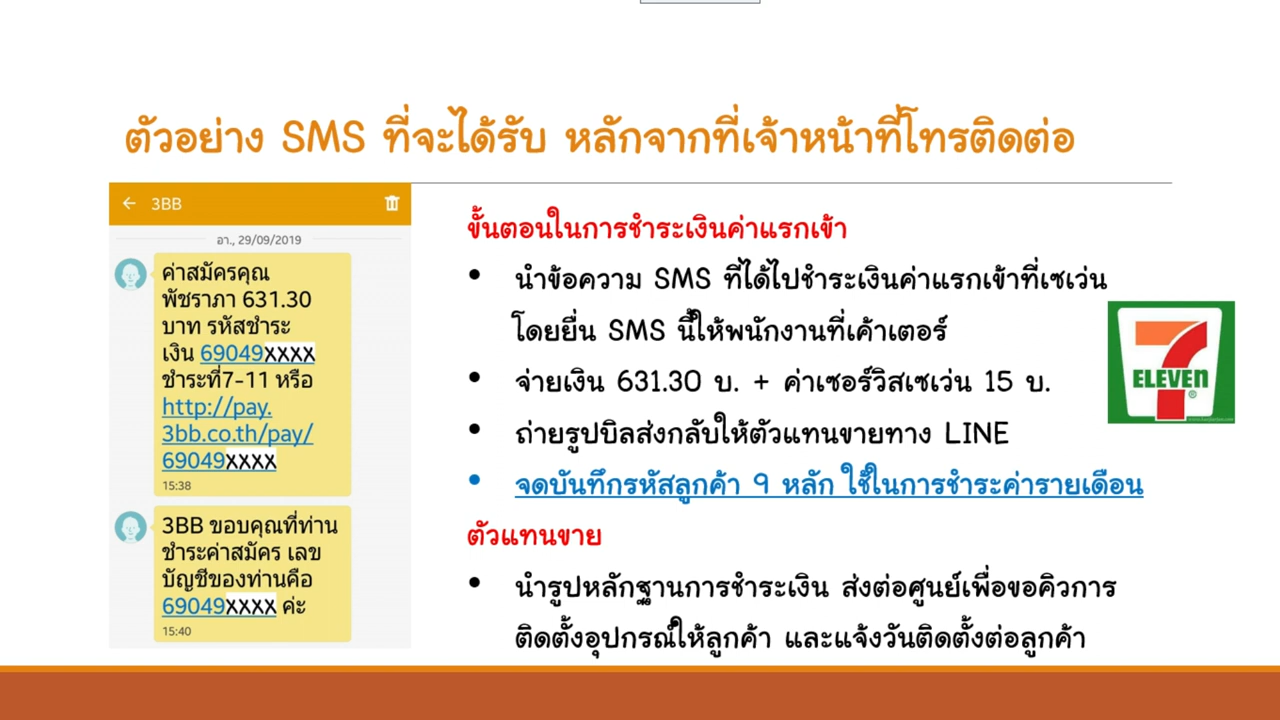 ตัวอย่าง SMS ที่จะได้รับ หลักจากที่เจ้าหน้าที่โทรติดต่อ
3BB
อา., 29/09/2019
ค่าสมัครคุณ
พัชราภา 631.30
บาท รหัสชำระ
เงิน 69049xxxx
ชำระที่7-11 หรือ
http://pay.
3bb.co.th/pay/
69049xxxx
15:38
3BB ขอบคุณที่ท่าน
ชำระค่าสมัคร เลข
บัญชีของท่านคือ
69049xxxx ค่ะ
15:40
ขั้นตอนในการชำระเงินค่าแรกเข้า
• นำข้อความ SMS ที่ได้ไปชำระเงินค่าแรกเข้าที่เซเว่น
โดยยื่น SMS นี้ให้พนักงานที่เค้าเตอร์
• จ่ายเงิน 631.30 บ. + ค่าเซอร์วิสเซเว่น 15 บ.
• ถ่ายรูปบิลส่งกลับให้ตัวแทนขายทาง LINE
• จดบันทึกรหัสลูกค้า 9 หลัก ใช้ในการชำระค่ารายเดือน
ตัวแทนขาย
• นำรูปหลักฐานการชำระเงิน ส่งต่อศูนย์เพื่อขอคิวการ
ติดตั้งอุปกรณ์ให้ลูกค้า และแจ้งวันติดตั้งต่อลูกค้า
7
ELEVEN
®